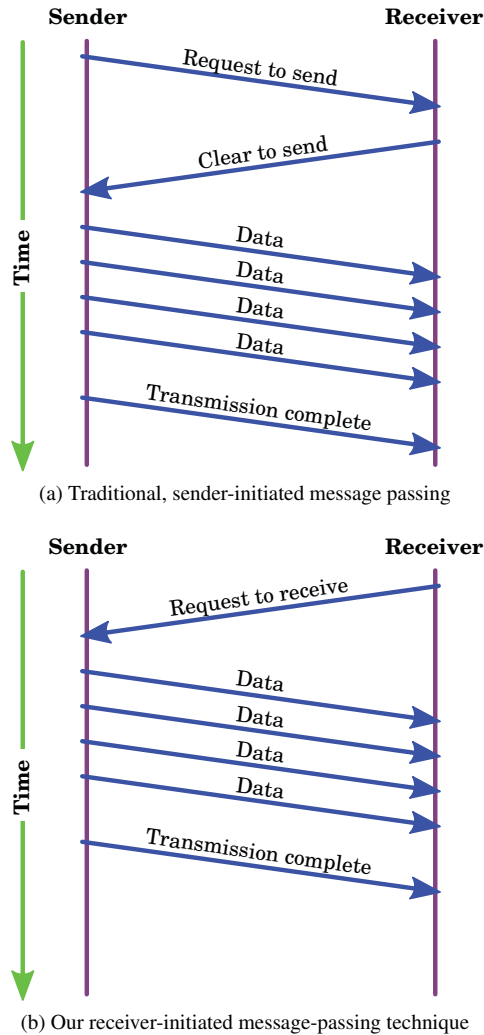 Sender
Receiver
Request to send
Clear to send
Data
Data
Data
Data
Transmission complete
Time
(a) Traditional, sender-initiated message passing
Sender
Receiver
Request to receive
Data
Data
Data
Data
Transmission complete
Time
(b) Our receiver-initiated message-passing technique